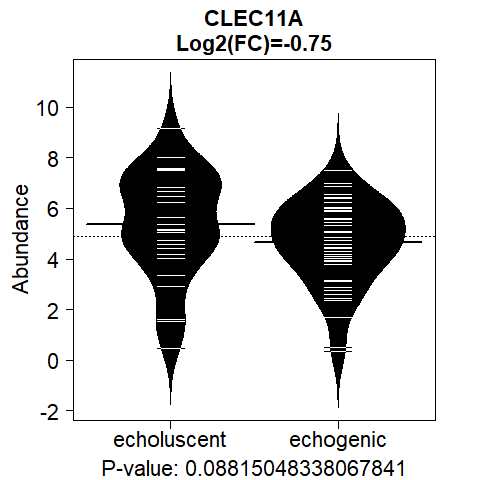 CLEC11A
Log2(FC)=-0.75
Abundance
10
8
6
4
2
0
-2
echoluscent echogenic
P-value: 0.08815048338067841